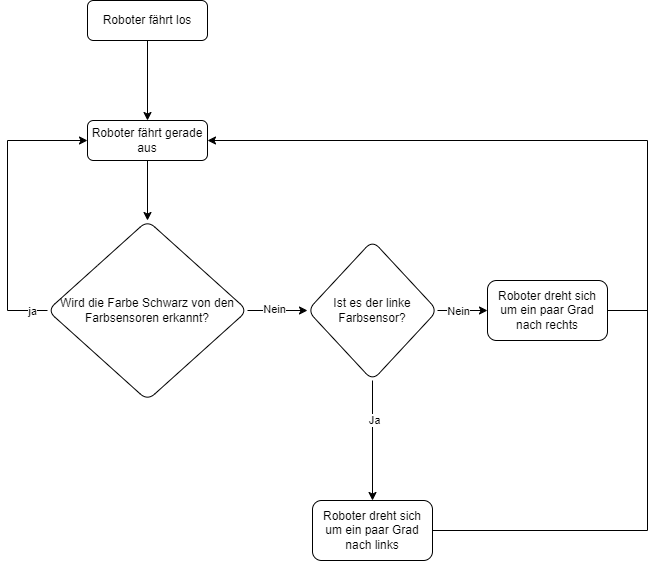 Roboter fährt los
Roboter fährt gerade
aus
Wird die Farbe Schwarz von den
Farbsensoren erkannt?
ja
Nein
Ist es der linke
Farbsensor?
Nein
Roboter dreht sich
um ein paar Grad
nach rechts
Ja
Roboter dreht sich
um ein paar Grad
nach links